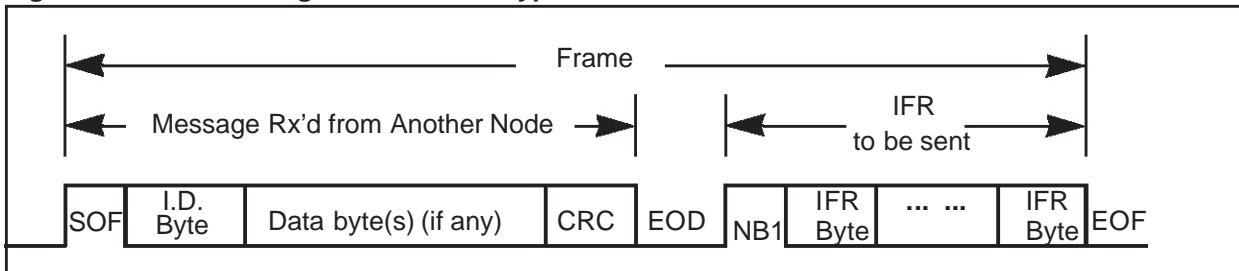 Frame
Message Rx'd from Another Node
IFR
to be sent
SOF
I.D.
Byte
Data byte(s) (if any)
CRC
EOD
NB1
IFR
Byte
... ...
IFR
Byte
EOF